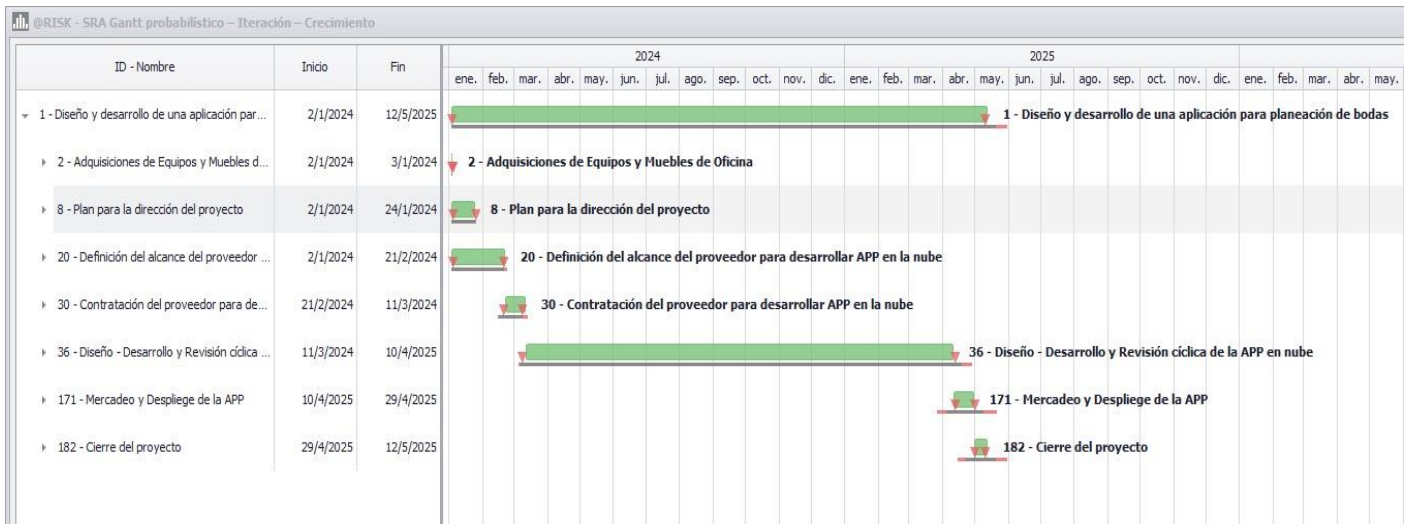 @RISK - SRA Gantt probabilístico – Iteración – Crecimiento
ID - Nombre Inicio Fin 2024 2025
ene. feb. mar. abr. may. jun. jul. ago. sep. oct. nov. dic. ene. feb. mar. abr. may. jun. jul. ago. sep. oct. nov. dic. ene. feb. mar. abr. may.
1 - Diseño y desarrollo de una aplicación par... 2/1/2024 12/5/2025 1 - Diseño y desarrollo de una aplicación para planeación de bodas
2 - Adquisiciones de Equipos y Muebles d... 2/1/2024 3/1/2024 2 - Adquisiciones de Equipos y Muebles de Oficina
8 - Plan para la dirección del proyecto 2/1/2024 24/1/2024 8 - Plan para la dirección del proyecto
20 - Definición del alcance del proveedor ... 2/1/2024 21/2/2024 20 - Definición del alcance del proveedor para desarrollar APP en la nube
30 - Contratación del proveedor para de... 21/2/2024 11/3/2024 30 - Contratación del proveedor para desarrollar APP en la nube
36 - Diseño - Desarrollo y Revisión cíclica ... 11/3/2024 10/4/2025 36 - Diseño - Desarrollo y Revisión cíclica de la APP en nube
171 - Mercadeo y Despliege de la APP 10/4/2025 29/4/2025 171 - Mercadeo y Despliege de la APP
182 - Cierre del proyecto 29/4/2025 12/5/2025 182 - Cierre del proyecto